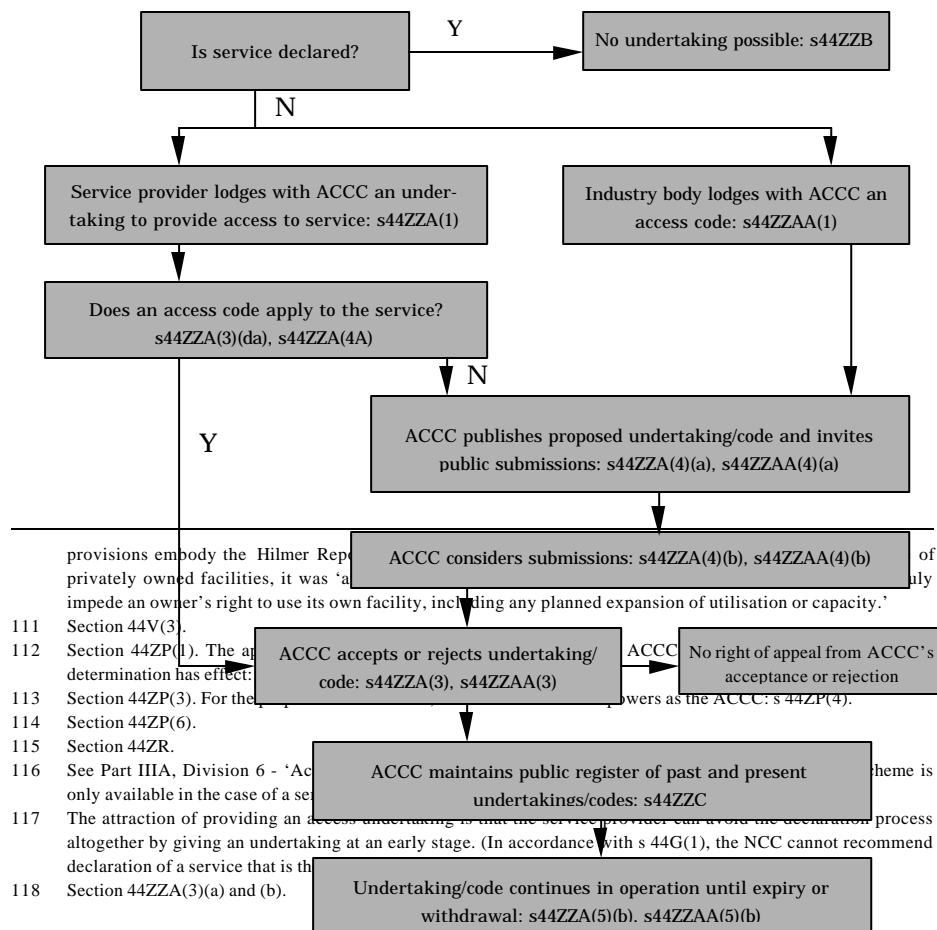 Y
Is service declared?
No undertaking possible: s44ZZB
N
Service provider lodges with ACCC an under-
taking to provide access to service: s44ZZA(1)
Industry body lodges with ACCC an
access code: s44ZZAA(1)
Does an access code apply to the service?
s44ZZA(3)(da), s44ZZA(4A)
N
Y
ACCC publishes proposed undertaking/code and invites
public submissions: s44ZZA(4)(a), s44ZZAA(4)(a)
ACCC considers submissions: s44ZZA(4)(b), s44ZZAA(4)(b)
provisions embody the Hilmer of
privately owned facilities, it was
impede an owner's right to use its own facility, including any planned expansion of utilisation or capacity.'
111 Section 44V(3).
112 Section 44ZP(1). The ACCC
determination has effect:
ACCC accepts or rejects undertaking/
code: s44ZZA(3), s44ZZAA(3)
No right of appeal from ACCC's
acceptance or rejection
113 Section 44ZP(3). For the powers as the ACCC: s 44ZP(4).
114 Section 44ZP(6).
115 Section 44ZR.
116 See Part IIIA, Division 6 - is
only available in the case of a
ACCC maintains public register of past and present
undertakings/codes: s44ZZC
117 The attraction of providing an access undertaking is that the service provider can avoid the declaration process
altogether by giving an undertaking at an early stage. (In accordance with s 44G(1), the NCC cannot recommend
declaration of a service that is
118 Section 44ZZA(3)(a) and (b).
Undertaking/code continues in operation until expiry or
withdrawal: s44ZZA(5)(b), s44ZZAA(5)(b)